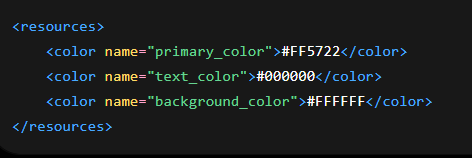 <resources>
    <color name="primary_color">#FF5722</color>
    <color name="text_color">#000000</color>
    <color name="background_color">#FFFFFF</color>
</resources>